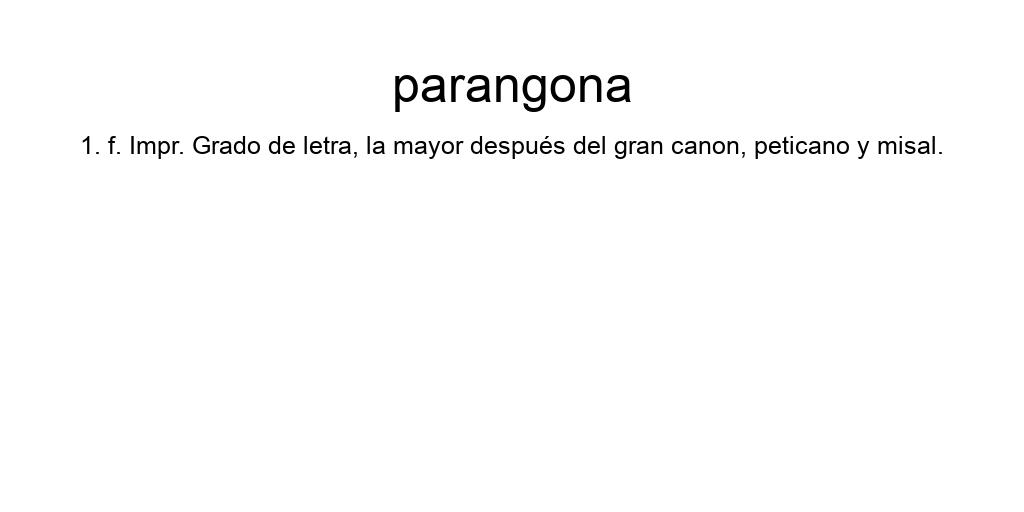 parangona
1. f. Impr. Grado de letra, la mayor después del gran canon, peticano y misal.